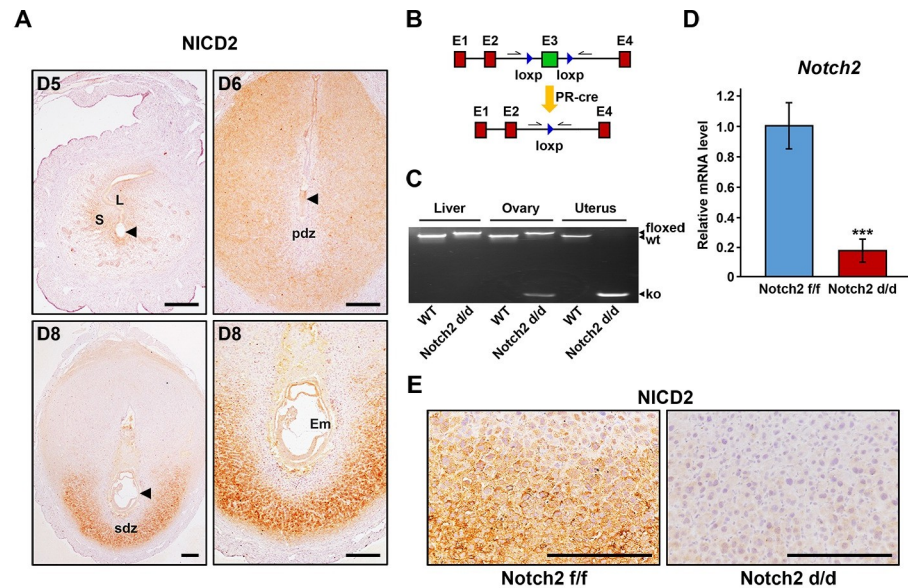 A
NICD2
D5
L
S
D6
pdz
D8
sdz
D8
Em
B
E1 E2 E3 E4
loxp loxp
PR-cre
E1 E2 E4
loxp
C
Liver Ovary Uterus
floxed
wt
ko
WT Notch2 d/d WT Notch2 d/d WT Notch2 d/d
D
Notch2
Relative mRNA level
1.2
1.0
0.8
0.6
0.4
0.2
0
***
Notch2 f/f Notch2 d/d
E
NICD2
Notch2 f/f Notch2 d/d